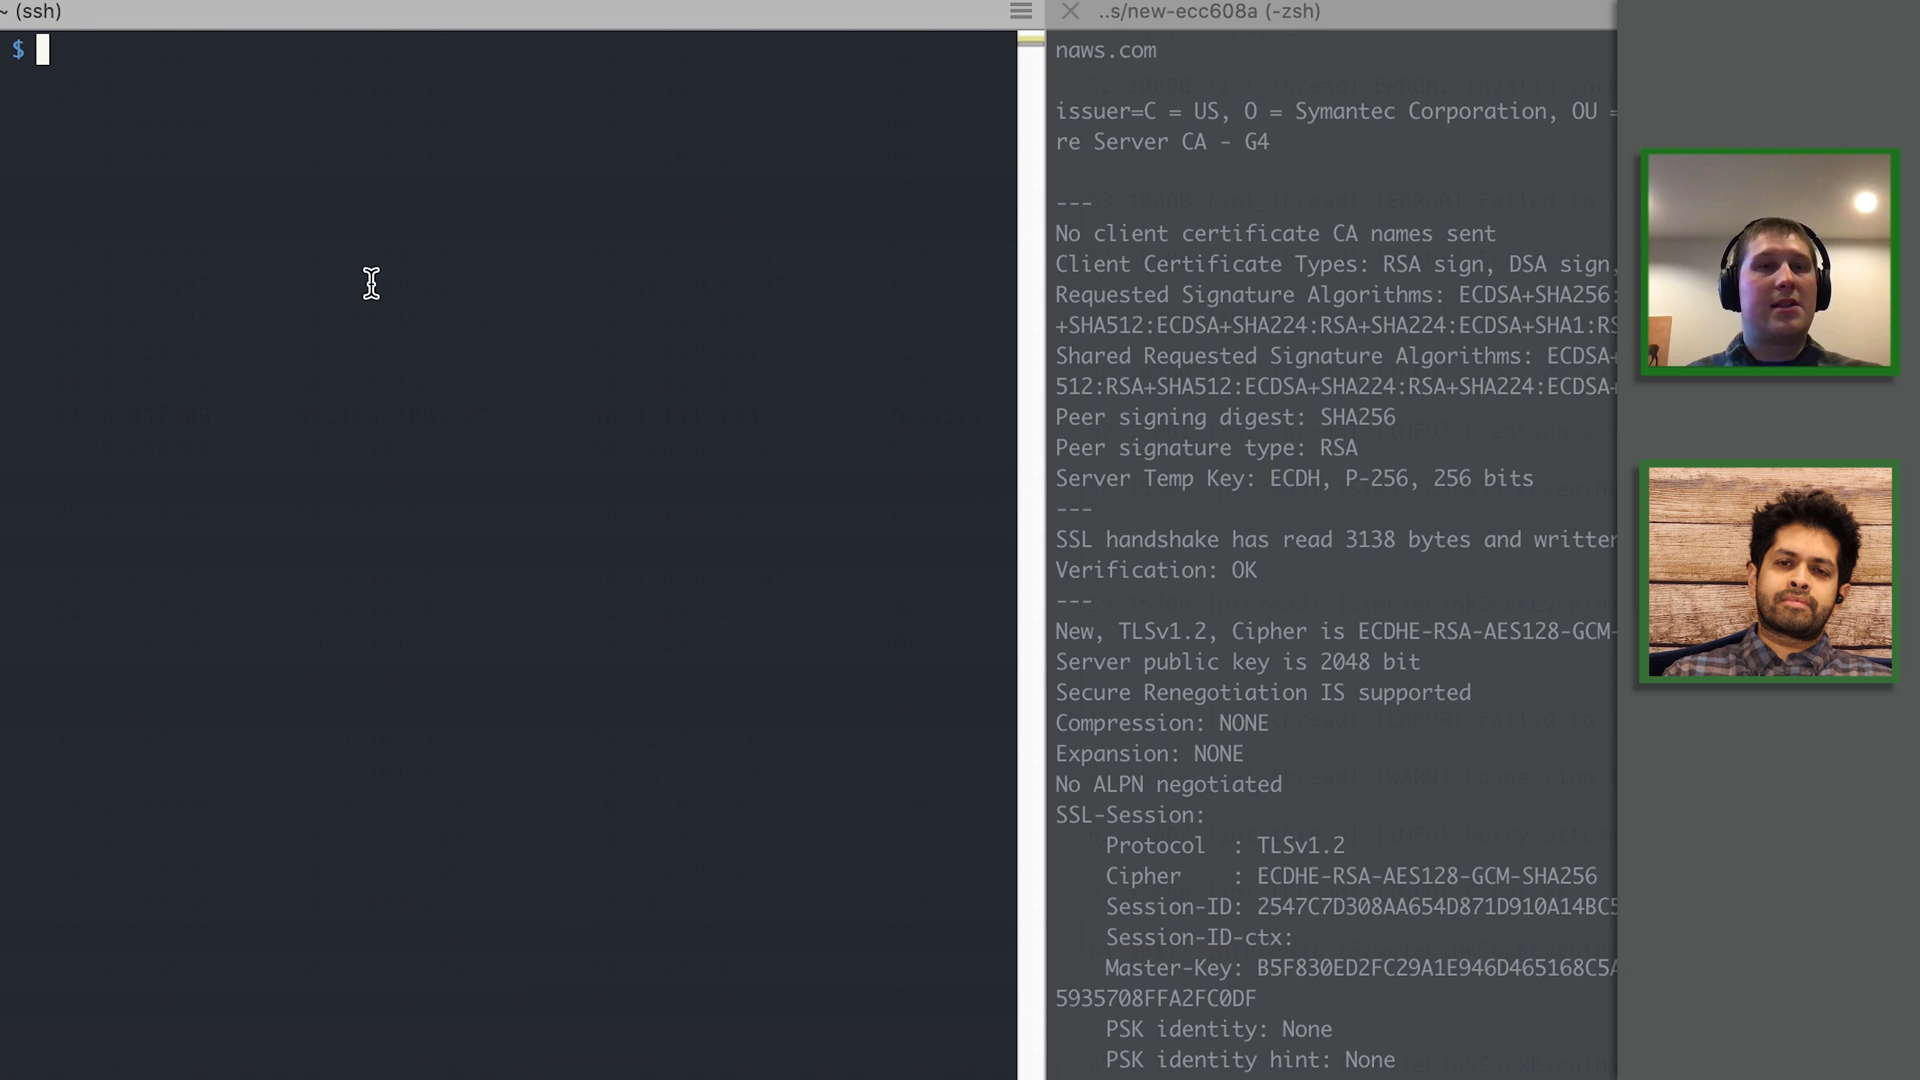 ~ (ssh)
$
..s/new-ecc608a (-zsh)
naws.com
issuer=C = US, O = Symantec Corporation, OU =
re Server CA - G4
---
No client certificate CA names sent
Client Certificate Types: RSA sign, DSA sign,
Requested Signature Algorithms: ECDSA+SHA256:
+SHA512:ECDSA+SHA224:RSA+SHA224:ECDSA+SHA1:RS
Shared Requested Signature Algorithms: ECDSA+
512:RSA+SHA512:ECDSA+SHA224:RSA+SHA224:ECDSA+
Peer signing digest: SHA256
Peer signature type: RSA
Server Temp Key: ECDH, P-256, 256 bits
---
SSL handshake has read 3138 bytes and written
Verification: OK
---
New, TLSv1.2, Cipher is ECDHE-RSA-AES128-GCM-
Server public key is 2048 bit
Secure Renegotiation IS supported
Compression: NONE
Expansion: NONE
No ALPN negotiated
SSL-Session:
Protocol : TLSv1.2
Cipher : ECDHE-RSA-AES128-GCM-SHA256
Session-ID: 2547C7D308AA654D871D910A14BC5
Session-ID-ctx:
Master-Key: B5F830ED2FC29A1E946D465168C5A
5935708FFA2FC0DF
PSK identity: None
PSK identity hint: None